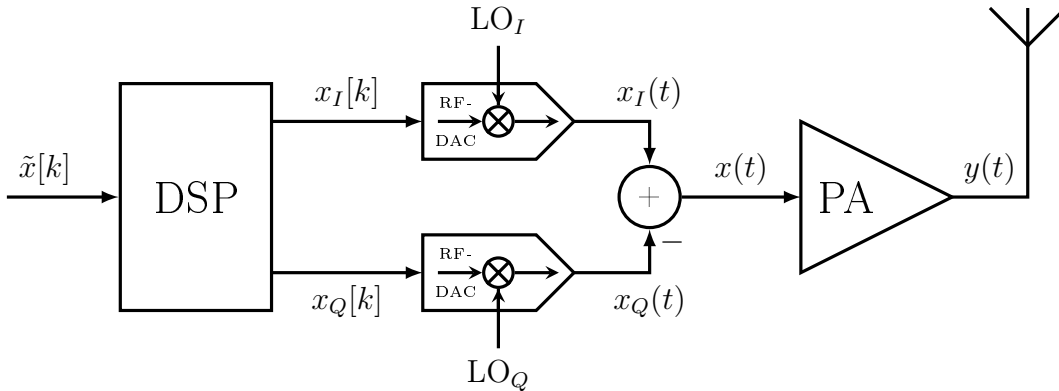 LO_I
x_I[k]
RF-
DAC
x_I(t)
x̃[k]
DSP
+
x(t)
PA
y(t)
−
RF-
DAC
x_Q[k]
x_Q(t)
LO_Q